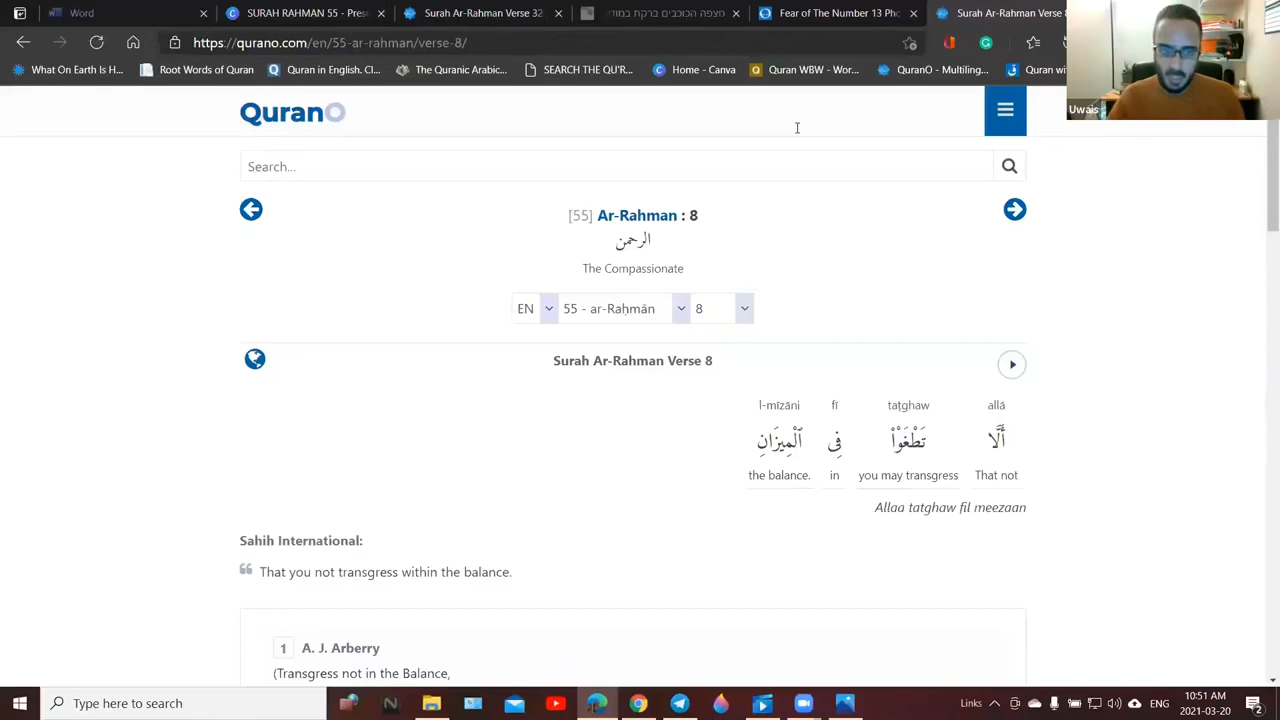 Word
SURAH RAHMAN 55 - Pres
Surah Ar-Rahman Verse 32
מצפה הכוכבים ברקת במודי
Fear of The Number 13 Pho
Surah Ar-Rahman Verse 8
https://qurano.com/en/55-ar-rahman/verse-8/
What On Earth Is H...
Root Words of Quran
Quran in English. C...
The Quranic Arabic...
SEARCH THE QU'R...
Home - Canva
Quran WBW - Wor...
QuranO - Multiling...
Quran wi
Uwais
QuranO
Search...
[55] Ar-Rahman : 8
الرحمن
The Compassionate
EN 55 - ar-Raḥmān 8
Surah Ar-Rahman Verse 8
l-mīzāni fī taṭghaw allā
أَلَّا تَطْغَوْا۟ فِى ٱلْمِيزَانِ
the balance. in you may transgress That not
Allaa tatghaw fil meezaan
Sahih International:
That you not transgress within the balance.
1 A. J. Arberry
(Transgress not in the Balance,
Type here to search
Links
ENG
10:51 AM
2021-03-20
2